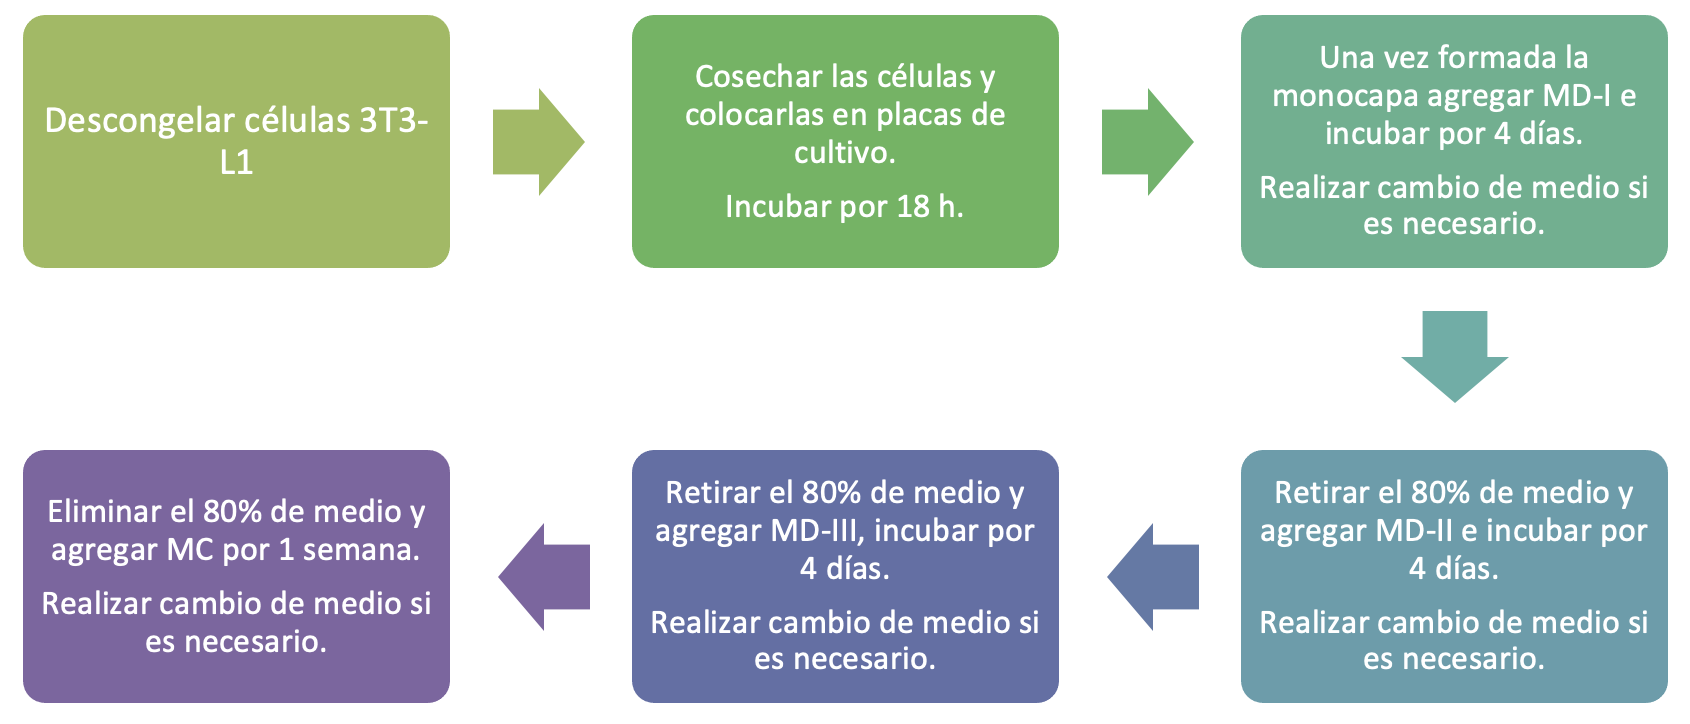 Descongelar células 3T3-
L1
Cosechar las células y
colocarlas en placas de
cultivo.
Incubar por 18 h.
Una vez formada la
monocapa agregar MD-I e
incubar por 4 días.
Realizar cambio de medio si
es necesario.
Retirar el 80% de medio y
agregar MD-II e incubar por
4 días.
Realizar cambio de medio si
es necesario.
Retirar el 80% de medio y
agregar MD-III, incubar por
4 días.
Realizar cambio de medio si
es necesario.
Eliminar el 80% de medio y
agregar MC por 1 semana.
Realizar cambio de medio si
es necesario.